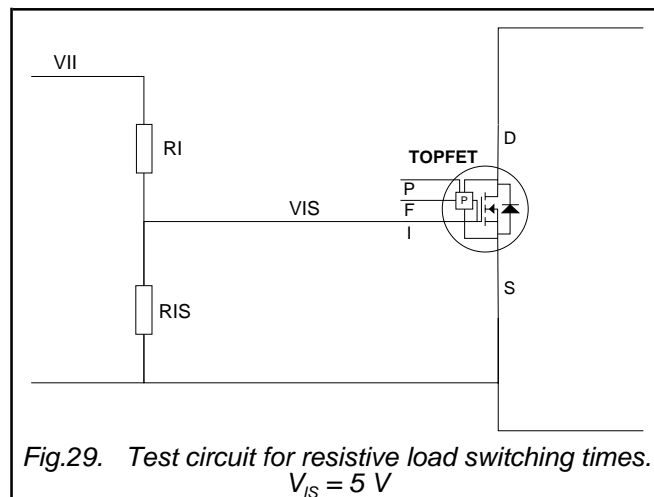 VII
RI
D
TOPFET
P
P
F
VIS
I
RIS
S
Fig.29. Test circuit for resistive load switching times.
VIS = 5 V